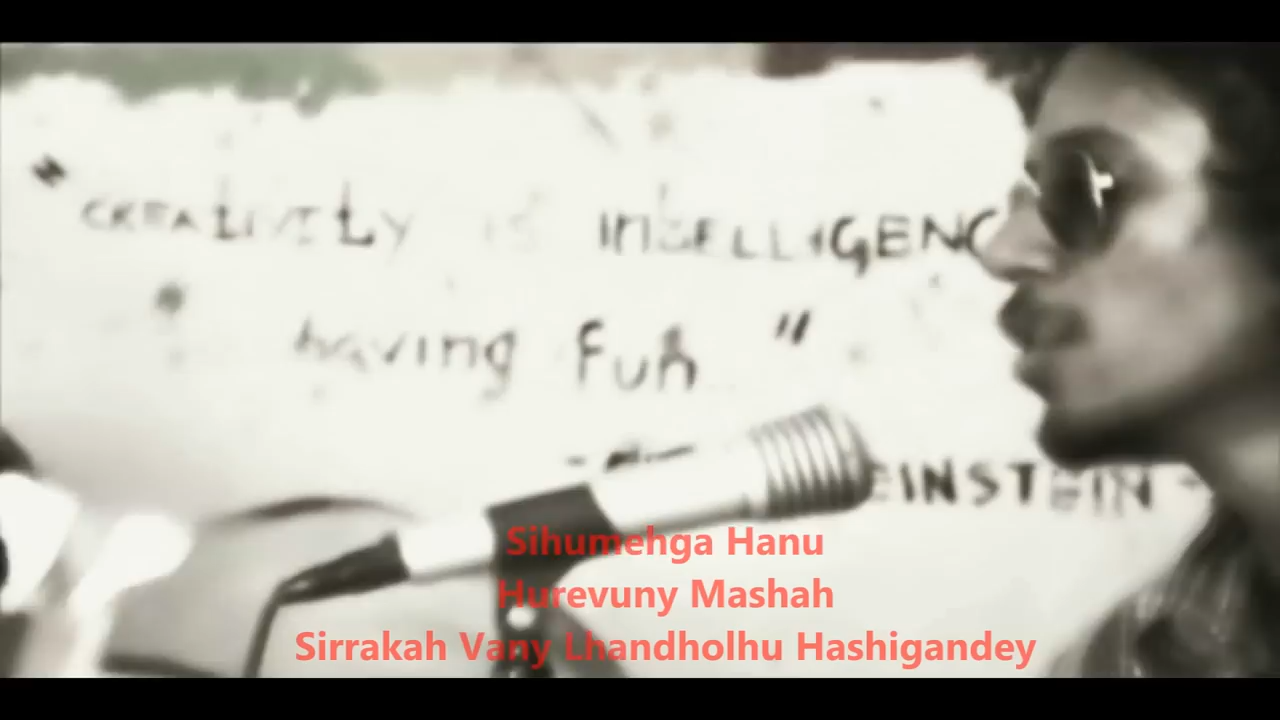 "CREAtIVItY IS INtELLIGENC
having Fun "
EINSTEIN -
Sihumehga Hanu
Hurevuny Mashah
Sirrakah Vany Lhandholhu Hashigandey